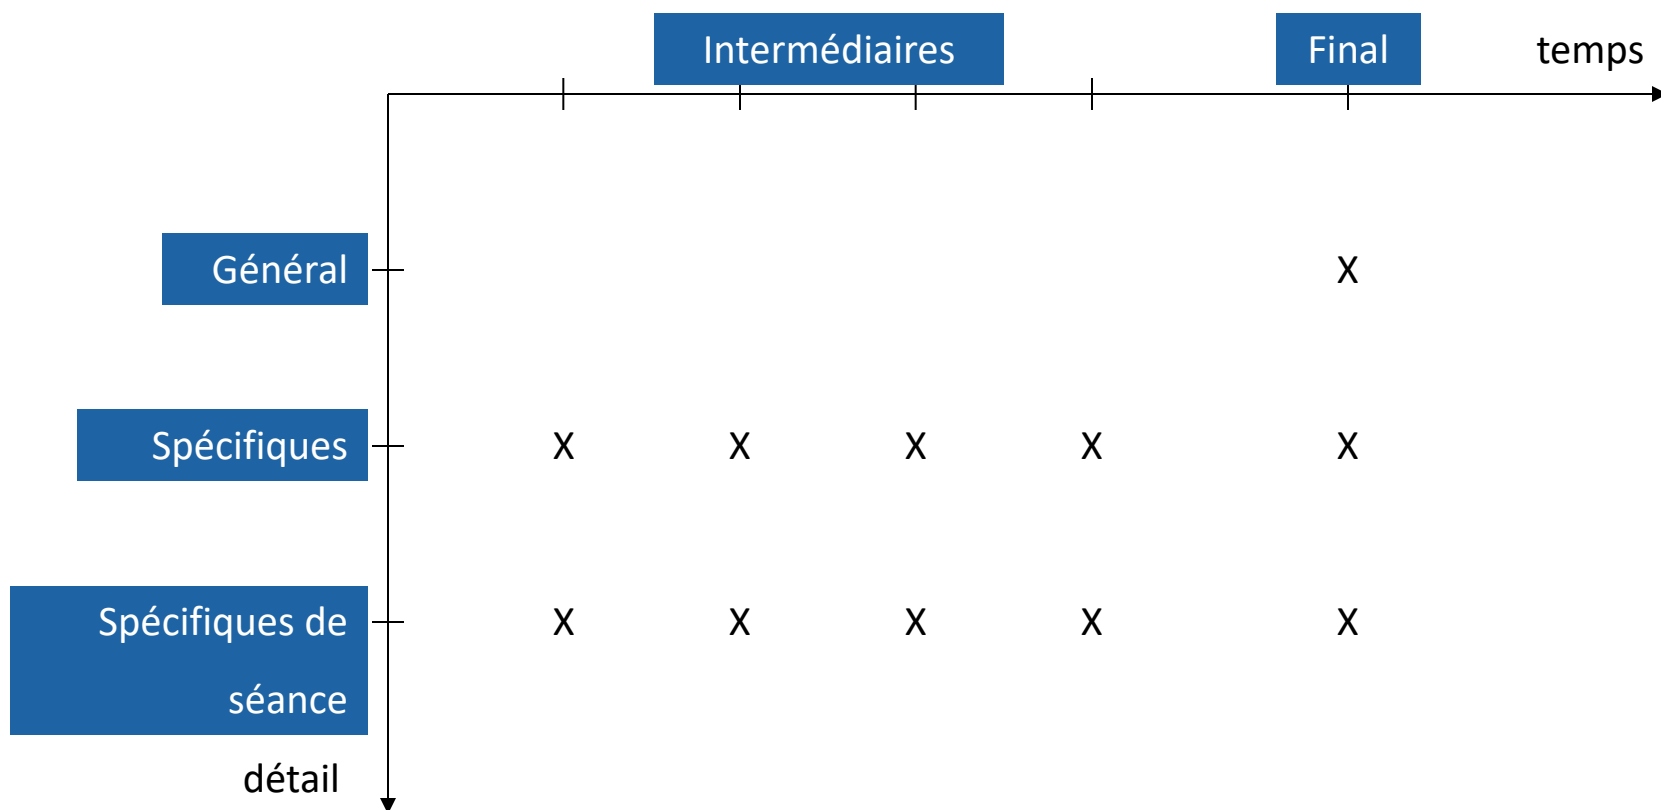 Intermédiaires Final temps
Général X
Spécifiques X X X X X
Spécifiques de X X X X X
séance
détail